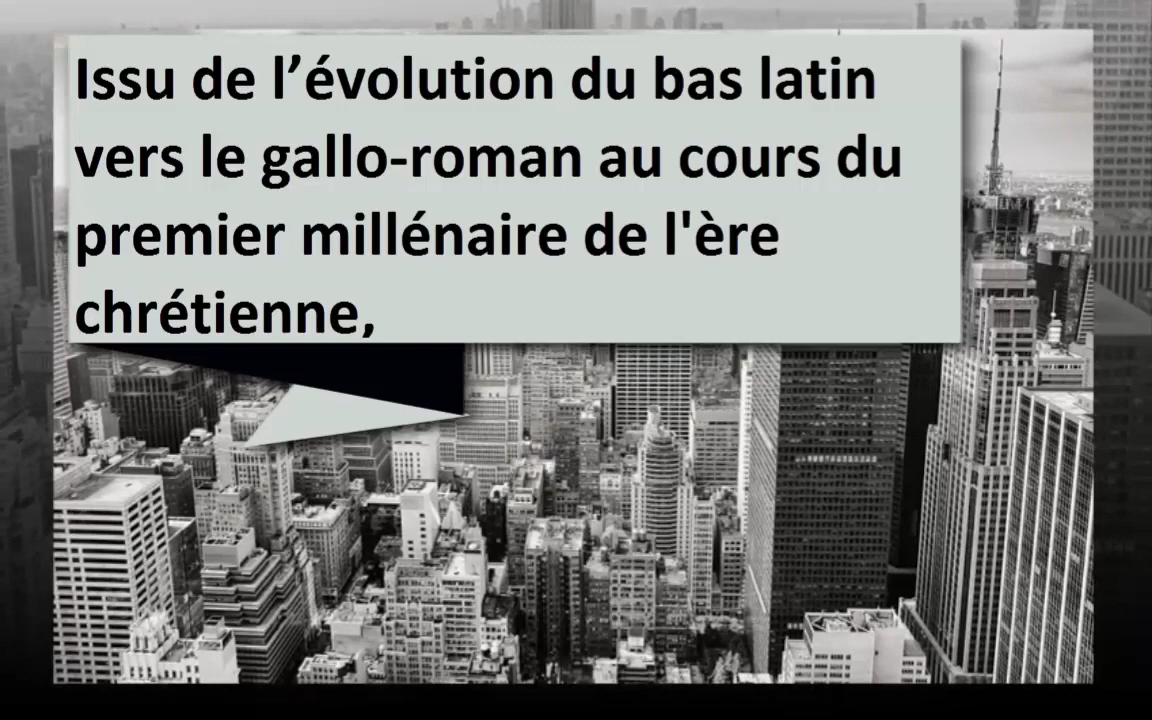 Issu de l’évolution du bas latin
vers le gallo-roman au cours du
premier millénaire de l'ère
chrétienne,